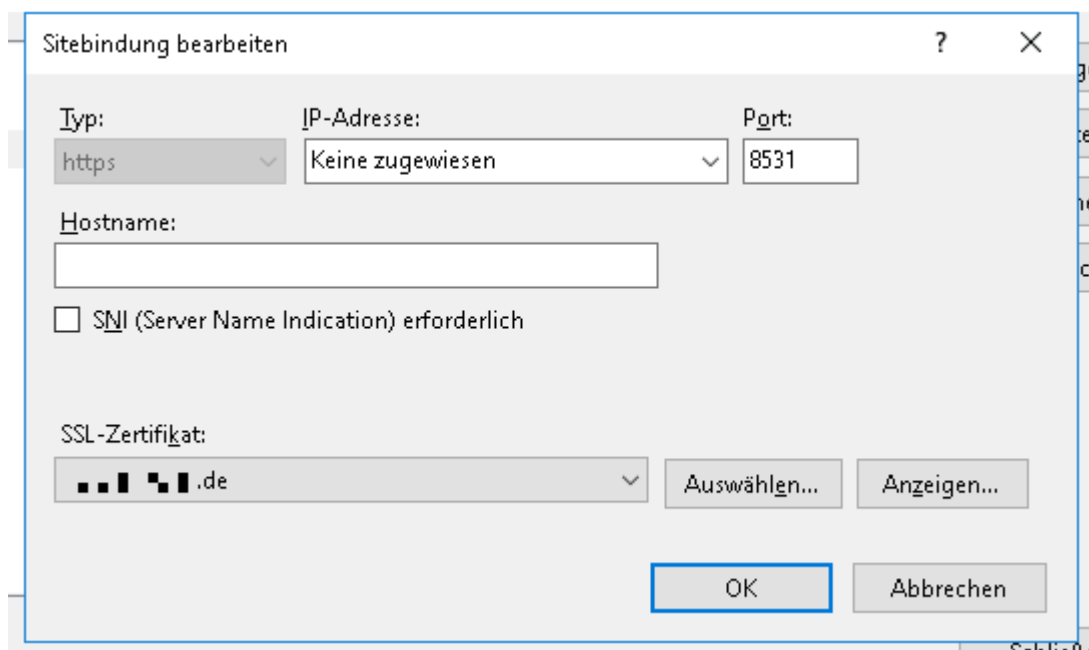 Sitebindung bearbeiten ? ×
Typ: IP-Adresse: Port:
https Keine zugewiesen 8531
Hostname:
SNI (Server Name Indication) erforderlich
SSL-Zertifikat:
.de Auswählen... Anzeigen...
OK Abbrechen